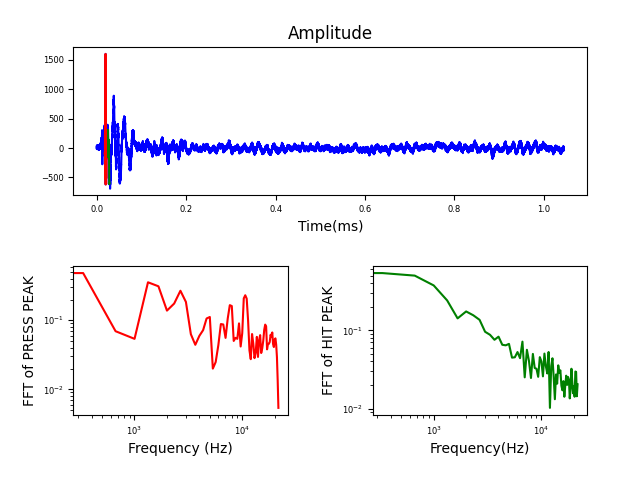 Amplitude
1500
1000
500
0
−500
0.0 0.2 0.4 0.6 0.8 1.0
Time(ms)
FFT of PRESS PEAK
10⁻¹
10⁻²
10³ 10⁴
Frequency (Hz)
FFT of HIT PEAK
10⁻¹
10⁻²
10³ 10⁴
Frequency(Hz)